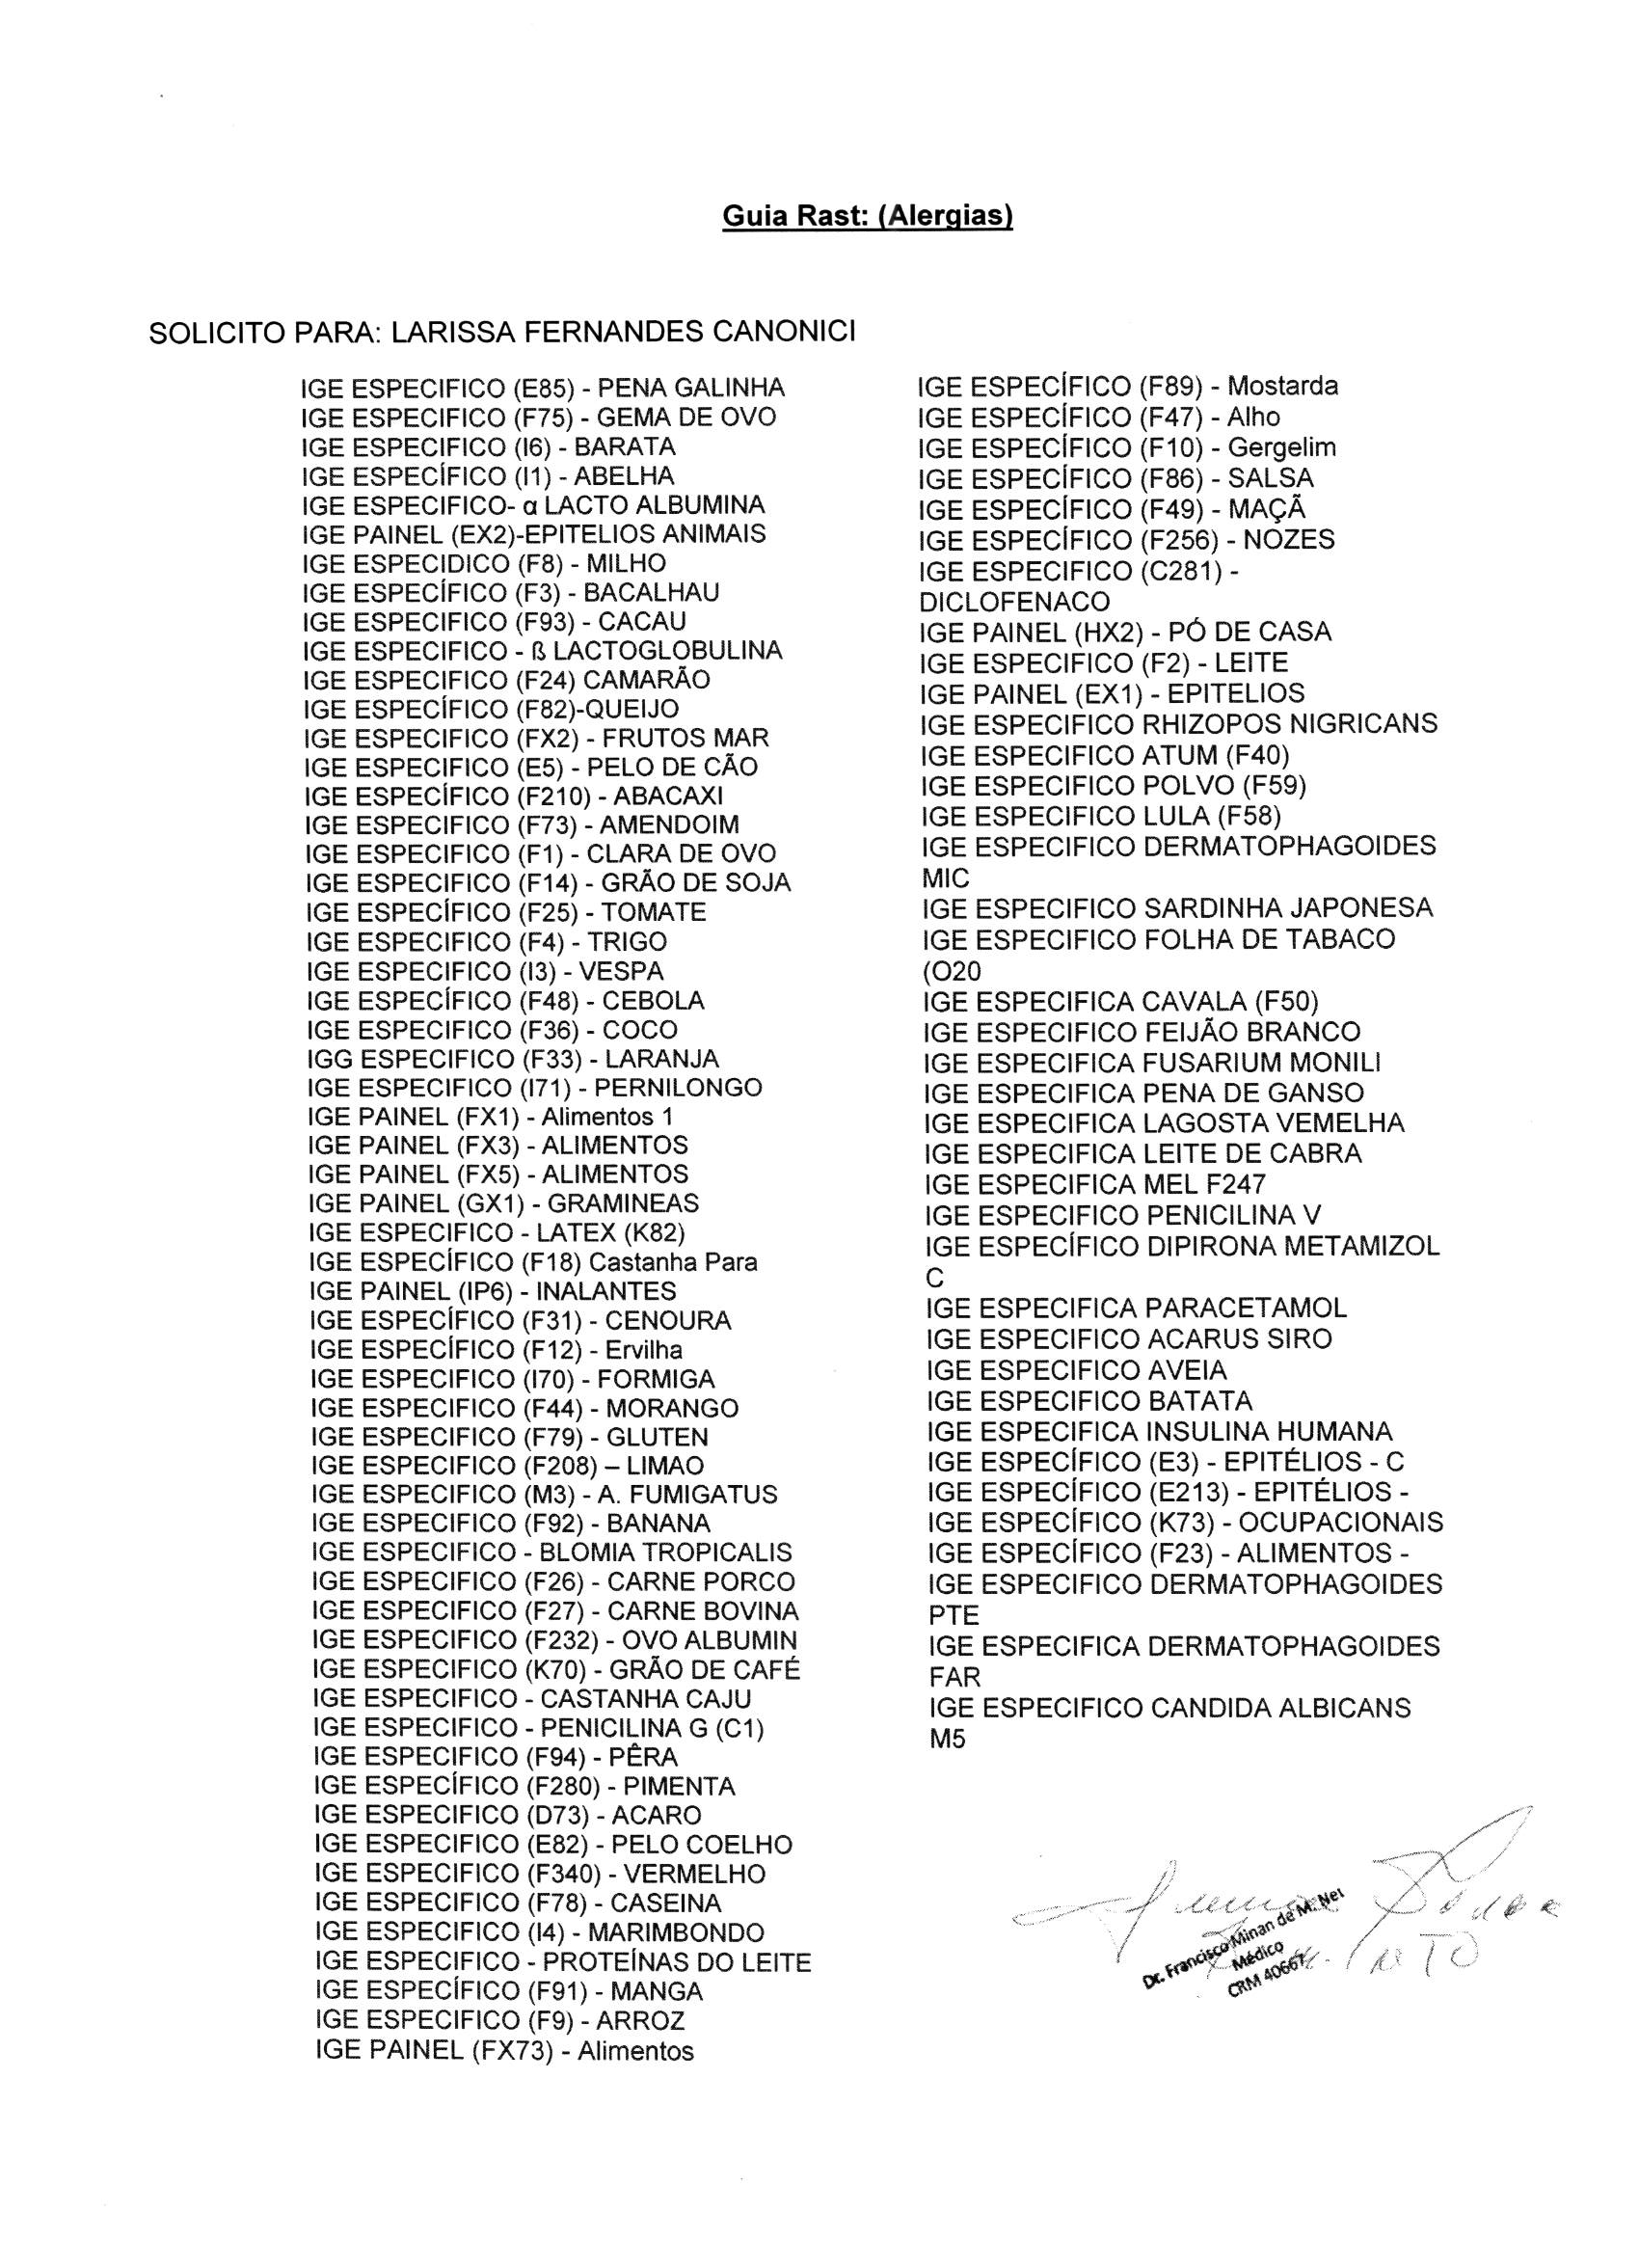 Guia Rast: (Alergias)
SOLICITO PARA: LARISSA FERNANDES CANONICI
IGE ESPECIFICO (E85) - PENA GALINHA
IGE ESPECIFICO (F75) - GEMA DE OVO
IGE ESPECIFICO (I6) - BARATA
IGE ESPECÍFICO (I1) - ABELHA
IGE ESPECIFICO- α LACTO ALBUMINA
IGE PAINEL (EX2)-EPITELIOS ANIMAIS
IGE ESPECIDICO (F8) - MILHO
IGE ESPECÍFICO (F3) - BACALHAU
IGE ESPECIFICO (F93) - CACAU
IGE ESPECIFICO - ß LACTOGLOBULINA
IGE ESPECIFICO (F24) CAMARÃO
IGE ESPECÍFICO (F82)-QUEIJO
IGE ESPECIFICO (FX2) - FRUTOS MAR
IGE ESPECIFICO (E5) - PELO DE CÃO
IGE ESPECÍFICO (F210) - ABACAXI
IGE ESPECIFICO (F73) - AMENDOIM
IGE ESPECIFICO (F1) - CLARA DE OVO
IGE ESPECIFICO (F14) - GRÃO DE SOJA
IGE ESPECÍFICO (F25) - TOMATE
IGE ESPECIFICO (F4) - TRIGO
IGE ESPECIFICO (I3) - VESPA
IGE ESPECÍFICO (F48) - CEBOLA
IGE ESPECIFICO (F36) - COCO
IGG ESPECIFICO (F33) - LARANJA
IGE ESPECIFICO (I71) - PERNILONGO
IGE PAINEL (FX1) - Alimentos 1
IGE PAINEL (FX3) - ALIMENTOS
IGE PAINEL (FX5) - ALIMENTOS
IGE PAINEL (GX1) - GRAMINEAS
IGE ESPECIFICO - LATEX (K82)
IGE ESPECÍFICO (F18) Castanha Para
IGE PAINEL (IP6) - INALANTES
IGE ESPECÍFICO (F31) - CENOURA
IGE ESPECÍFICO (F12) - Ervilha
IGE ESPECIFICO (I70) - FORMIGA
IGE ESPECIFICO (F44) - MORANGO
IGE ESPECIFICO (F79) - GLUTEN
IGE ESPECIFICO (F208) – LIMAO
IGE ESPECIFICO (M3) - A. FUMIGATUS
IGE ESPECIFICO (F92) - BANANA
IGE ESPECIFICO - BLOMIA TROPICALIS
IGE ESPECIFICO (F26) - CARNE PORCO
IGE ESPECIFICO (F27) - CARNE BOVINA
IGE ESPECIFICO (F232) - OVO ALBUMIN
IGE ESPECIFICO (K70) - GRÃO DE CAFÉ
IGE ESPECIFICO - CASTANHA CAJU
IGE ESPECIFICO - PENICILINA G (C1)
IGE ESPECIFICO (F94) - PÊRA
IGE ESPECÍFICO (F280) - PIMENTA
IGE ESPECIFICO (D73) - ACARO
IGE ESPECIFICO (E82) - PELO COELHO
IGE ESPECIFICO (F340) - VERMELHO
IGE ESPECIFICO (F78) - CASEINA
IGE ESPECIFICO (I4) - MARIMBONDO
IGE ESPECIFICO - PROTEÍNAS DO LEITE
IGE ESPECÍFICO (F91) - MANGA
IGE ESPECIFICO (F9) - ARROZ
IGE PAINEL (FX73) - Alimentos
IGE ESPECÍFICO (F89) - Mostarda
IGE ESPECÍFICO (F47) - Alho
IGE ESPECÍFICO (F10) - Gergelim
IGE ESPECÍFICO (F86) - SALSA
IGE ESPECÍFICO (F49) - MAÇÃ
IGE ESPECÍFICO (F256) - NOZES
IGE ESPECIFICO (C281) -
DICLOFENACO
IGE PAINEL (HX2) - PÓ DE CASA
IGE ESPECIFICO (F2) - LEITE
IGE PAINEL (EX1) - EPITELIOS
IGE ESPECIFICO RHIZOPOS NIGRICANS
IGE ESPECIFICO ATUM (F40)
IGE ESPECIFICO POLVO (F59)
IGE ESPECIFICO LULA (F58)
IGE ESPECIFICO DERMATOPHAGOIDES
MIC
IGE ESPECIFICO SARDINHA JAPONESA
IGE ESPECIFICO FOLHA DE TABACO
(O20
IGE ESPECIFICA CAVALA (F50)
IGE ESPECIFICO FEIJÃO BRANCO
IGE ESPECIFICA FUSARIUM MONILI
IGE ESPECIFICA PENA DE GANSO
IGE ESPECIFICA LAGOSTA VEMELHA
IGE ESPECIFICA LEITE DE CABRA
IGE ESPECIFICA MEL F247
IGE ESPECIFICO PENICILINA V
IGE ESPECÍFICO DIPIRONA METAMIZOL
C
IGE ESPECIFICA PARACETAMOL
IGE ESPECIFICO ACARUS SIRO
IGE ESPECIFICO AVEIA
IGE ESPECIFICO BATATA
IGE ESPECIFICA INSULINA HUMANA
IGE ESPECÍFICO (E3) - EPITÉLIOS - C
IGE ESPECÍFICO (E213) - EPITÉLIOS -
IGE ESPECÍFICO (K73) - OCUPACIONAIS
IGE ESPECÍFICO (F23) - ALIMENTOS -
IGE ESPECIFICO DERMATOPHAGOIDES
PTE
IGE ESPECIFICA DERMATOPHAGOIDES
FAR
IGE ESPECIFICO CANDIDA ALBICANS
M5
Dr. Francisco Minan de M. Net
Médico
CRM 40667